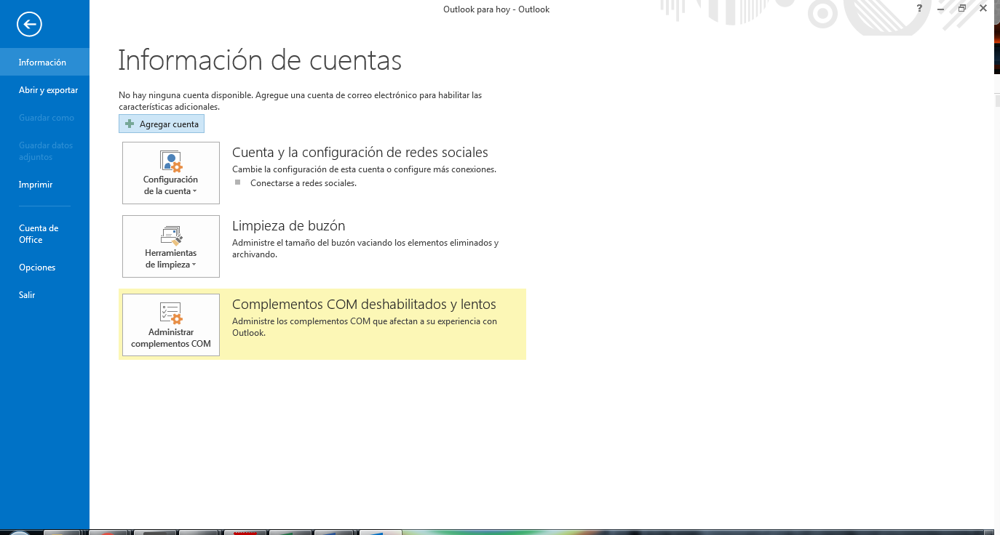 Outlook para hoy - Outlook
?
Información
Abrir y exportar
Guardar como
Guardar datos
adjuntos
Imprimir
Cuenta de
Office
Opciones
Salir
Información de cuentas
No hay ninguna cuenta disponible. Agregue una cuenta de correo electrónico para habilitar las
características adicionales.
Agregar cuenta
Configuración
de la cuenta
Cuenta y la configuración de redes sociales
Cambie la configuración de esta cuenta o configure más conexiones.
Conectarse a redes sociales.
Herramientas
de limpieza
Limpieza de buzón
Administre el tamaño del buzón vaciando los elementos eliminados y
archivando.
Administrar
complementos COM
Complementos COM deshabilitados y lentos
Administre los complementos COM que afectan a su experiencia con
Outlook.